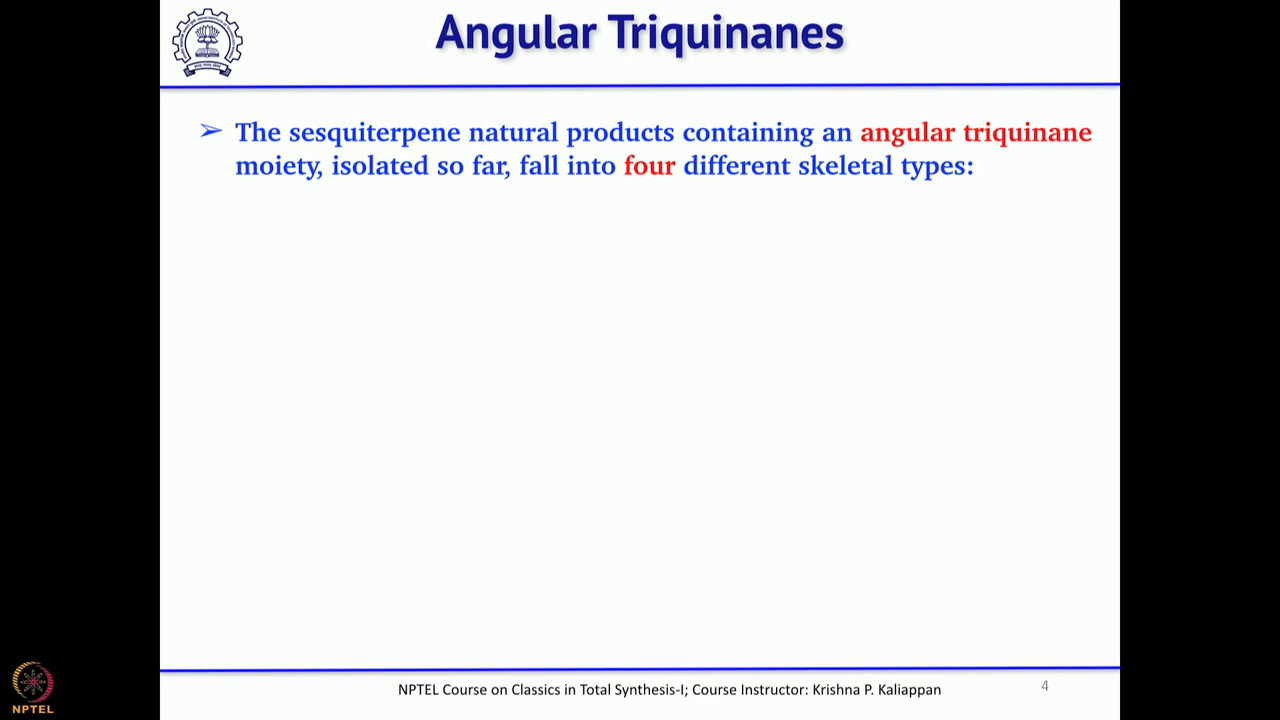 Angular Triquinanes
➢ The sesquiterpene natural products containing an angular triquinane
moiety, isolated so far, fall into four different skeletal types:
NPTEL Course on Classics in Total Synthesis-I; Course Instructor: Krishna P. Kaliappan
4
NPTEL